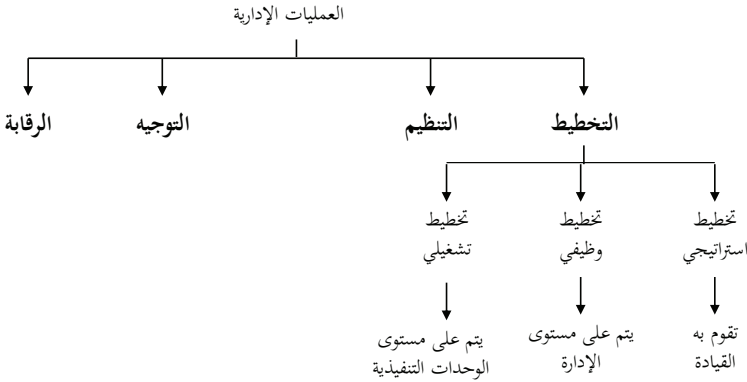 العمليات الإدارية
التخطيط
التنظيم
التوجيه
الرقابة
تخطيط
استراتيجي
تخطيط
وظيفي
تخطيط
تشغيلي
تقوم به
القيادة
يتم على مستوى
الإدارة
يتم على مستوى
الوحدات التنفيذية